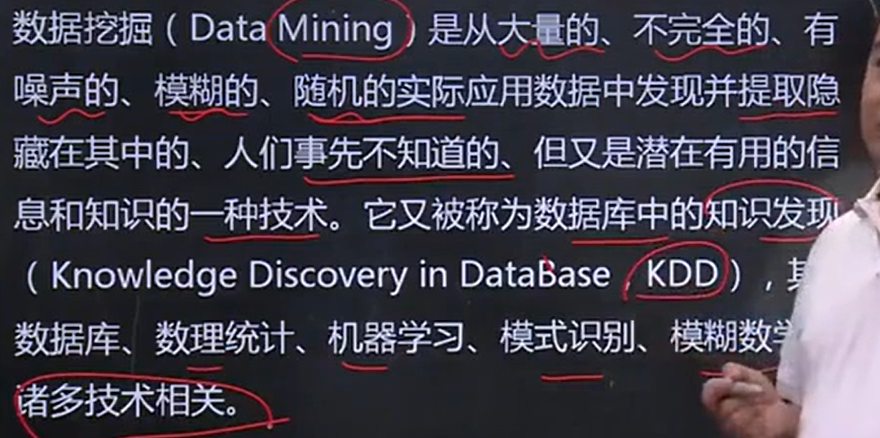 数据挖掘（Data Mining）是从大量的、不完全的、有
噪声的、模糊的、随机的实际应用数据中发现并提取隐
藏在其中的、人们事先不知道的、但又是潜在有用的信
息和知识的一种技术。它又被称为数据库中的知识发现
（Knowledge Discovery in DataBase，KDD），
数据库、数理统计、机器学习、模式识别、模糊数学
诸多技术相关。